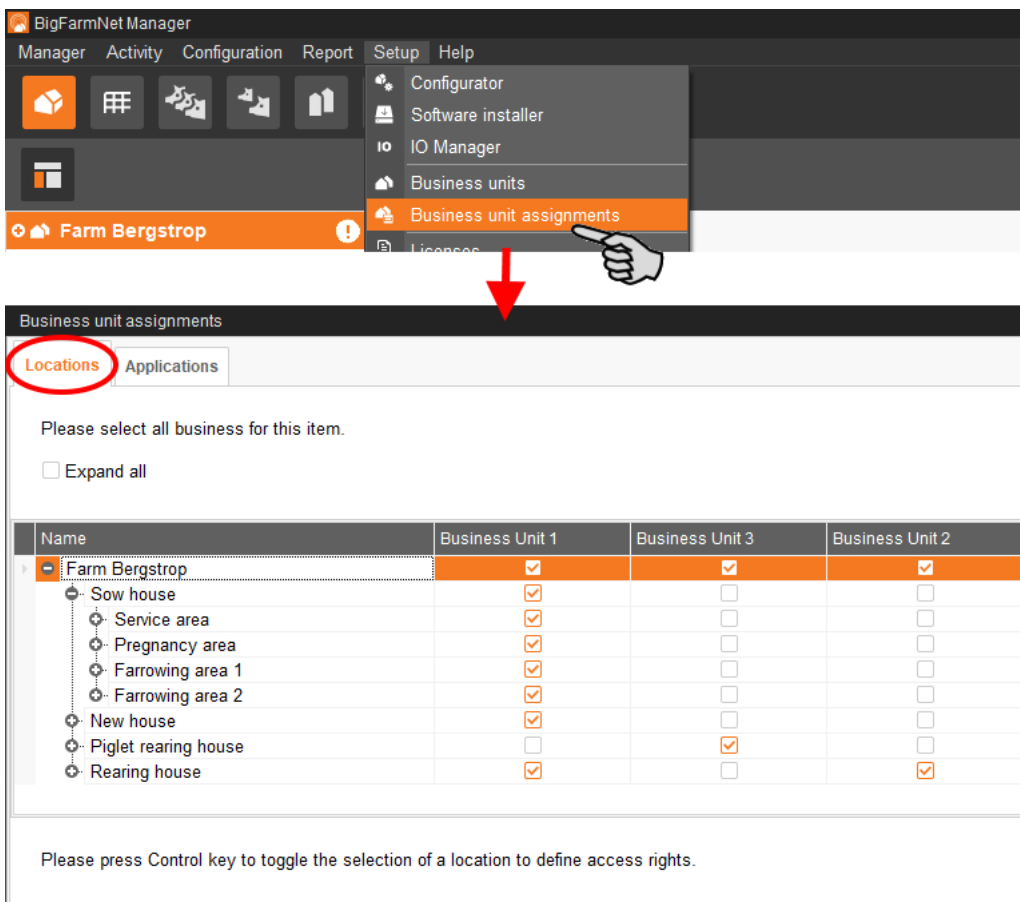 BigFarmNet Manager
Manager Activity Configuration Report Setup Help
Configurator
Software installer
IO IO Manager
Business units
Business unit assignments
Farm Bergstrop
Licenses
Business unit assignments
Locations Applications
Please select all business for this item.
Expand all
Name Business Unit 1 Business Unit 3 Business Unit 2
Farm Bergstrop
Sow house
Service area
Pregnancy area
Farrowing area 1
Farrowing area 2
New house
Piglet rearing house
Rearing house
Please press Control key to toggle the selection of a location to define access rights.